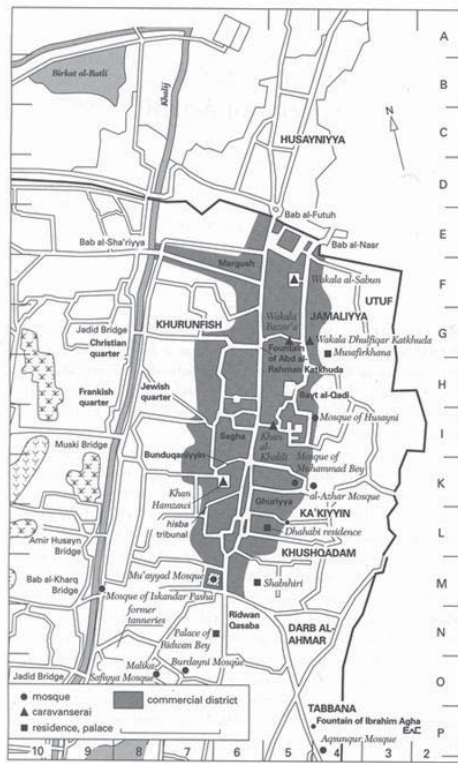 A
Birkat al-Ratli
B
Khalij
C
HUSAYNIYYA
N
D
Bab al-Futuh
Bab al-Sha'riyya
Bab al-Nasr
E
Margush
Wakala al-Sabun
F
UTUF
JAMALIYYA
Wakala
Bazar'a
KHURUNFISH
G
Jadid Bridge
Christian
quarter
Wakala Dhulfiqar Katkhuda
Fountain
of Abd al-
Rahman Katkhuda
Musafirkhana
H
Frankish
quarter
Jewish
quarter
Bayt al-Qadi
Mosque of Husayni
I
Sagha
Khan
al-
Khalili
Muski Bridge
Bunduqaniyyin
Mosque of
Muhammad Bey
K
al-Azhar Mosque
Khan
Hamzawi
Ghuriyya
KA'KIYYIN
hisba
tribunal
Dhahabi residence
L
Amir Husayn
Bridge
KHUSHQADAM
Bab al-Kharq
Bridge
Mu'ayyad Mosque
Shabshiri
M
Mosque of Iskandar Pasha
former
tanneries
Ridwan
Qasaba
DARB AL-
AHMAR
N
Palace of
Ridwan Bey
Burdayni Mosque
Malika
Safiyya Mosque
Jadid Bridge
O
mosque
caravanserai
residence, palace
commercial district
TABBANA
Fountain of Ibrahim Agha
P
Aqsunqur Mosque
10 9 8 7 6 5 4 3 2